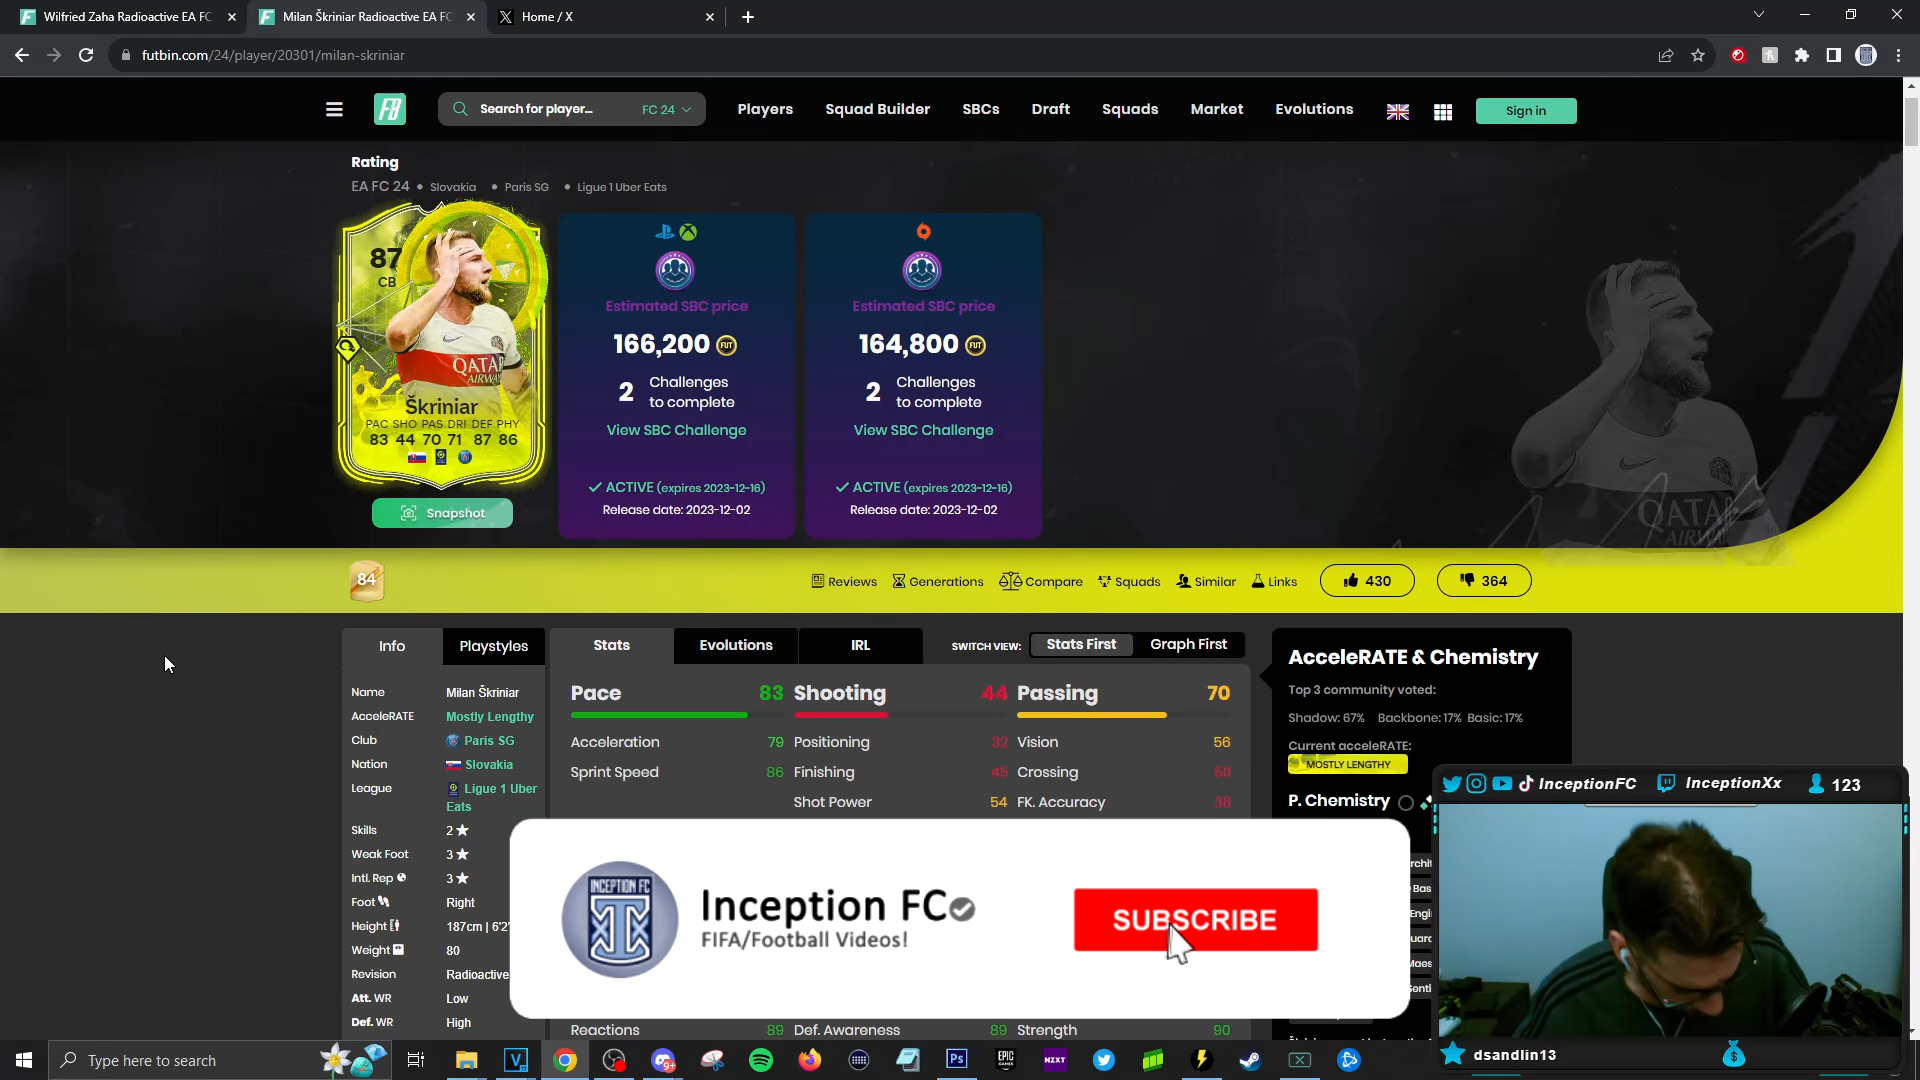 Wilfried Zaha Radioactive EA FC
Milan Škriniar Radioactive EA FC
Home / X
futbin.com/24/player/20301/milan-skriniar
Search for player...
FC 24
Players
Squad Builder
SBCs
Draft
Squads
Market
Evolutions
Sign in
Rating
EA FC 24 • Slovakia • Paris SG • Ligue 1 Uber Eats
87
CB
QATAR
AIRWAY
Škriniar
PAC SHO PAS DRI DEF PHY
83 44 70 71 87 86
Snapshot
Estimated SBC price
166,200
2 Challenges
to complete
View SBC Challenge
ACTIVE (expires 2023-12-16)
Release date: 2023-12-02
Estimated SBC price
164,800
2 Challenges
to complete
View SBC Challenge
ACTIVE (expires 2023-12-16)
Release date: 2023-12-02
84
Reviews
Generations
Compare
Squads
Similar
Links
430
364
Info
Playstyles
Name Milan Škriniar
AcceleRATE Mostly Lengthy
Club Paris SG
Nation Slovakia
League Ligue 1 Uber
Eats
Skills 2
Weak Foot 3
Intl. Rep 3
Foot Right
Height 187cm | 6'2"
Weight 80
Revision Radioactive
Att. WR Low
Def. WR High
Stats
Evolutions
IRL
SWITCH VIEW:
Stats First
Graph First
Pace 83 Shooting 44 Passing 70
Acceleration 79 Positioning 32 Vision 56
Sprint Speed 86 Finishing 45 Crossing 60
Shot Power 54 FK. Accuracy 38
Reactions 89 Def. Awareness 89 Strength 90
AcceleRATE & Chemistry
Top 3 community voted:
Shadow: 67% Backbone: 17% Basic: 17%
Current acceleRATE:
MOSTLY LENGTHY
P. Chemistry
INCEPTION FC
Inception FC
FIFA/Football Videos!
SUBSCRIBE
InceptionFC
InceptionXx
123
dsandlin13
Type here to search
9+
Ps
EPIC
GAMES
NZXT